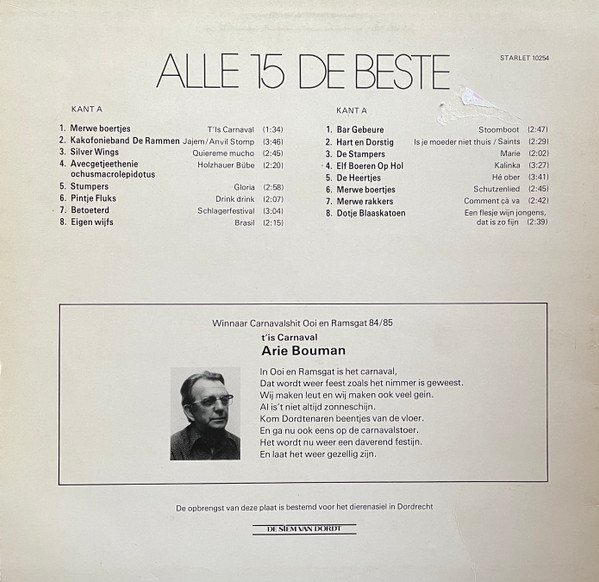 ALLE 15 DE BESTE
STARLET 10254
KANT A
1. Merwe boertjes T'Is Carnaval (1:34)
2. Kakofonieband De Rammen Jajem/Anvil Stomp (3:46)
3. Silver Wings Quiereme mucho (2:45)
4. Avecgetjeethenie Holzhauer Bübe (2:20)
ochusmacrolepidotus
5. Stumpers Gloria (2:58)
6. Pintje Fluks Drink drink (2:07)
7. Betoeterd Schlagerfestival (3:04)
8. Eigen wijfs Brasil (2:15)
KANT A
1. Bar Gebeure Stoomboot (2:47)
2. Hart en Dorstig Is je moeder niet thuis / Saints (2:29)
3. De Stampers Marie (2:02)
4. Elf Boeren Op Hol Kalinka (3:27)
5. De Heertjes Hé ober (3:41)
6. Merwe boertjes Schutzenlied (2:45)
7. Merwe rakkers Comment çà va (2:42)
8. Dotje Blaaskatoen Een flesje wijn jongens,
dat is zo fijn (2:39)
Winnaar Carnavalshit Ooi en Ramsgat 84/85
t'is Carnaval
Arie Bouman
In Ooi en Ramsgat is het carnaval,
Dat wordt weer feest zoals het nimmer is geweest.
Wij maken leut en wij maken ook veel gein.
Al is't niet altijd zonneschijn.
Kom Dordtenaren beentjes van de vloer.
En ga nu ook eens op de carnavalstoer.
Het wordt nu weer een daverend festijn.
En laat het weer gezellig zijn.
De opbrengst van deze plaat is bestemd voor het dierenasiel in Dordrecht
DE STEM VAN DORDT